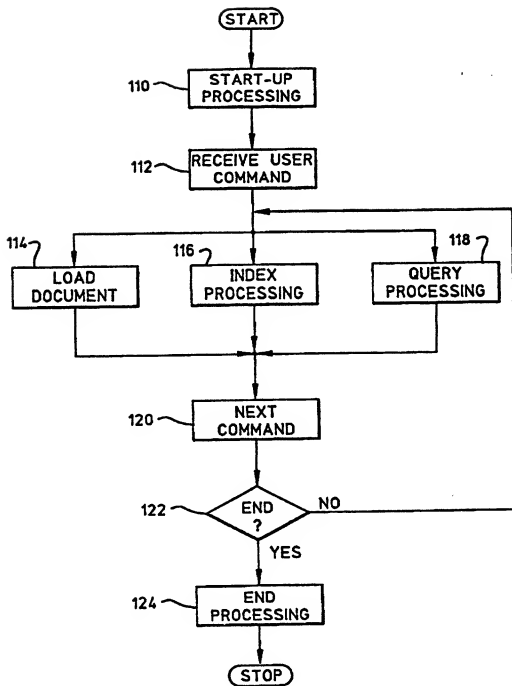 START
110
START-UP
PROCESSING
112
RECEIVE USER
COMMAND
114
LOAD
DOCUMENT
116
INDEX
PROCESSING
118
QUERY
PROCESSING
120
NEXT
COMMAND
122
END
?
NO
YES
124
END
PROCESSING
STOP